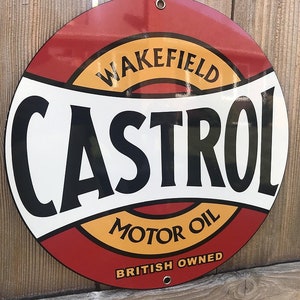 WAKEFIELD
CASTROL
MOTOR OIL
BRITISH OWNED